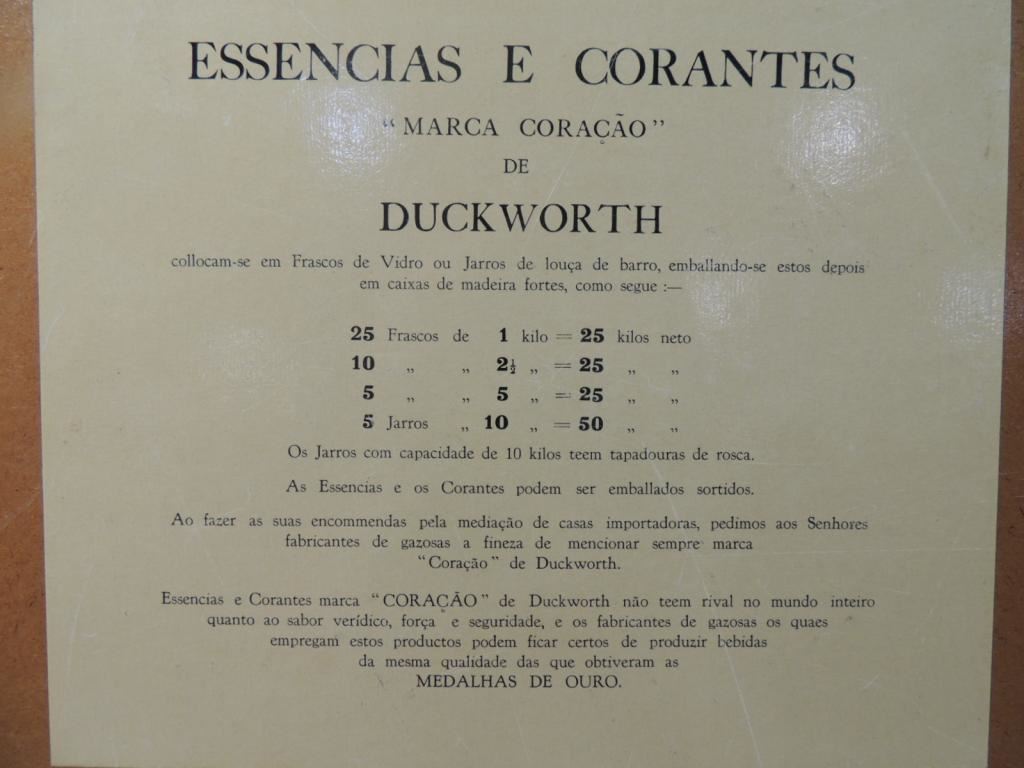 ESSENCIAS E CORANTES
“MARCA CORAÇÃO”
DE
DUCKWORTH
collocam-se em Frascos de Vidro ou Jarros de louça de barro, emballando-se estos depois
em caixas de madeira fortes, como segue :—
25 Frascos de 1 kilo = 25 kilos neto
10 „ „ 2½ „ = 25 „ „
5 „ „ 5 „ = 25 „ „
5 Jarros „ 10 „ = 50 „ „
Os Jarros com capacidade de 10 kilos teem tapadouras de rosca.
As Essencias e os Corantes podem ser emballados sortidos.
Ao fazer as suas encommendas pela mediação de casas importadoras, pedimos aos Senhores
fabricantes de gazosas a fineza de mencionar sempre marca
“Coração” de Duckworth.
Essencias e Corantes marca “CORAÇÃO” de Duckworth não teem rival no mundo inteiro
quanto ao sabor verídico, força e seguridade, e os fabricantes de gazosas os quaes
empregam estos productos podem ficar certos de produzir bebidas
da mesma qualidade das que obtiveram as
MEDALHAS DE OURO.